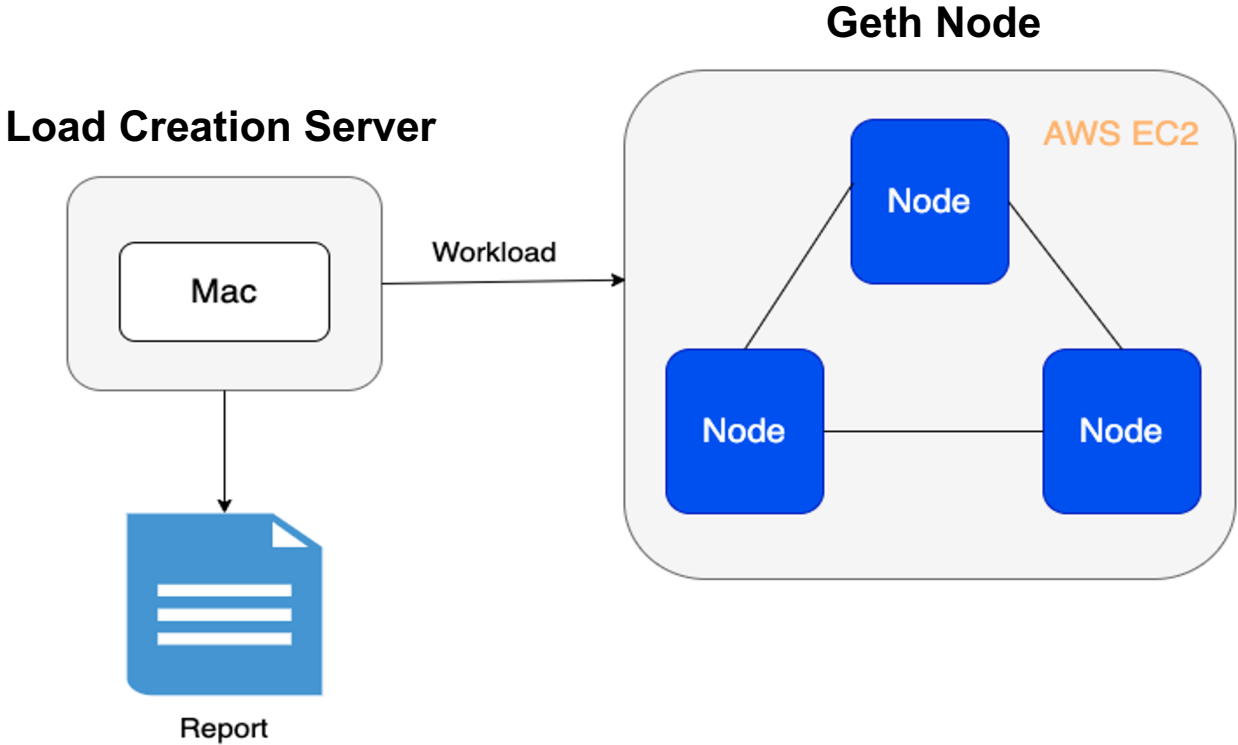 Geth Node
Load Creation Server
AWS EC2
Node
Workload
Mac
Node
Node
Report